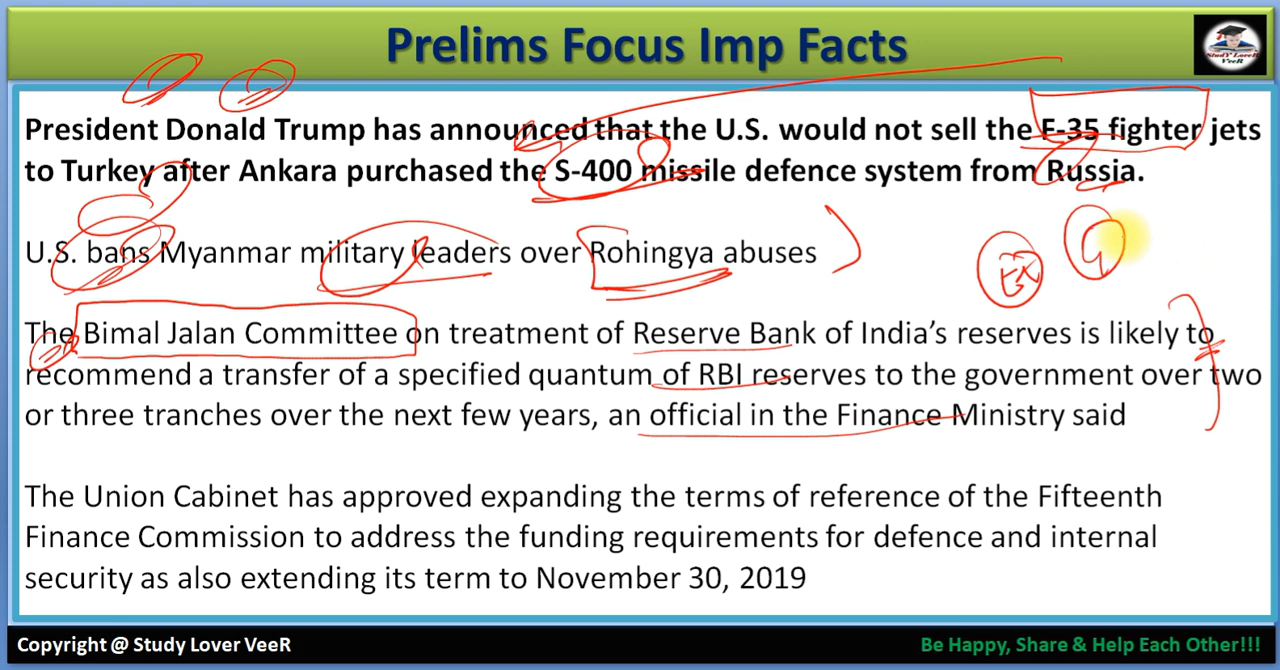 Prelims Focus Imp Facts
StudY LoveR
VeeR
President Donald Trump has announced that the U.S. would not sell the F-35 fighter jets
to Turkey after Ankara purchased the S-400 missile defence system from Russia.
U.S. bans Myanmar military leaders over Rohingya abuses
The Bimal Jalan Committee on treatment of Reserve Bank of India's reserves is likely to
recommend a transfer of a specified quantum of RBI reserves to the government over two
or three tranches over the next few years, an official in the Finance Ministry said
The Union Cabinet has approved expanding the terms of reference of the Fifteenth
Finance Commission to address the funding requirements for defence and internal
security as also extending its term to November 30, 2019
Copyright @ Study Lover VeeR
Be Happy, Share & Help Each Other!!!